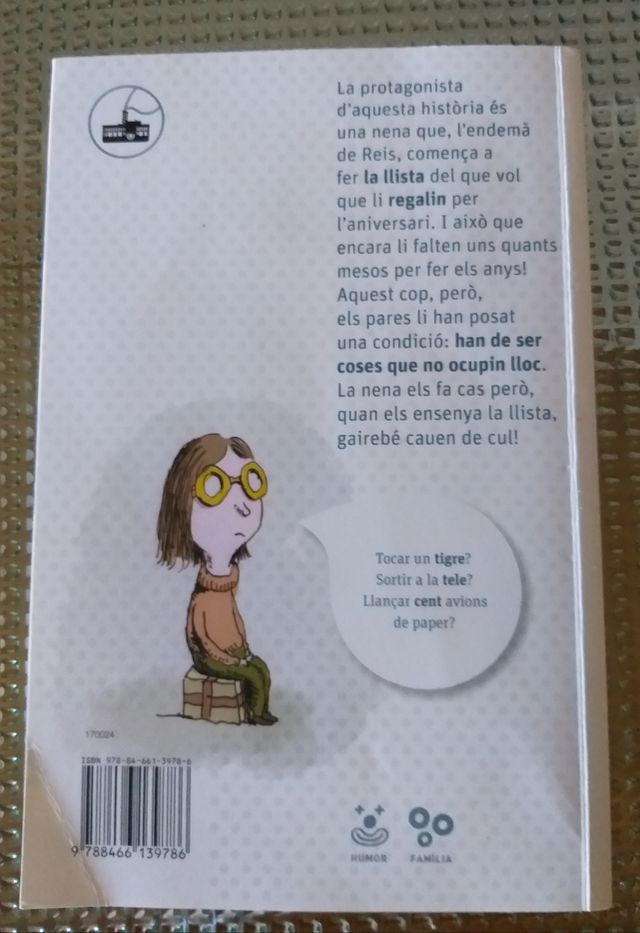 La protagonista
d'aquesta història és
una nena que, l'endemà
de Reis, comença a
fer la llista del que vol
que li regalin per
l'aniversari. I això que
encara li falten uns quants
mesos per fer els anys!
Aquest cop, però,
els pares li han posat
una condició: han de ser
coses que no ocupin lloc.
La nena els fa cas però,
quan els ensenya la llista,
gairebé cauen de cul!
Tocar un tigre?
Sortir a la tele?
Llançar cent avions
de paper?
170024
ISBN 978-84-661-3978-6
9 788466 139786
HUMOR
FAMÍLIA